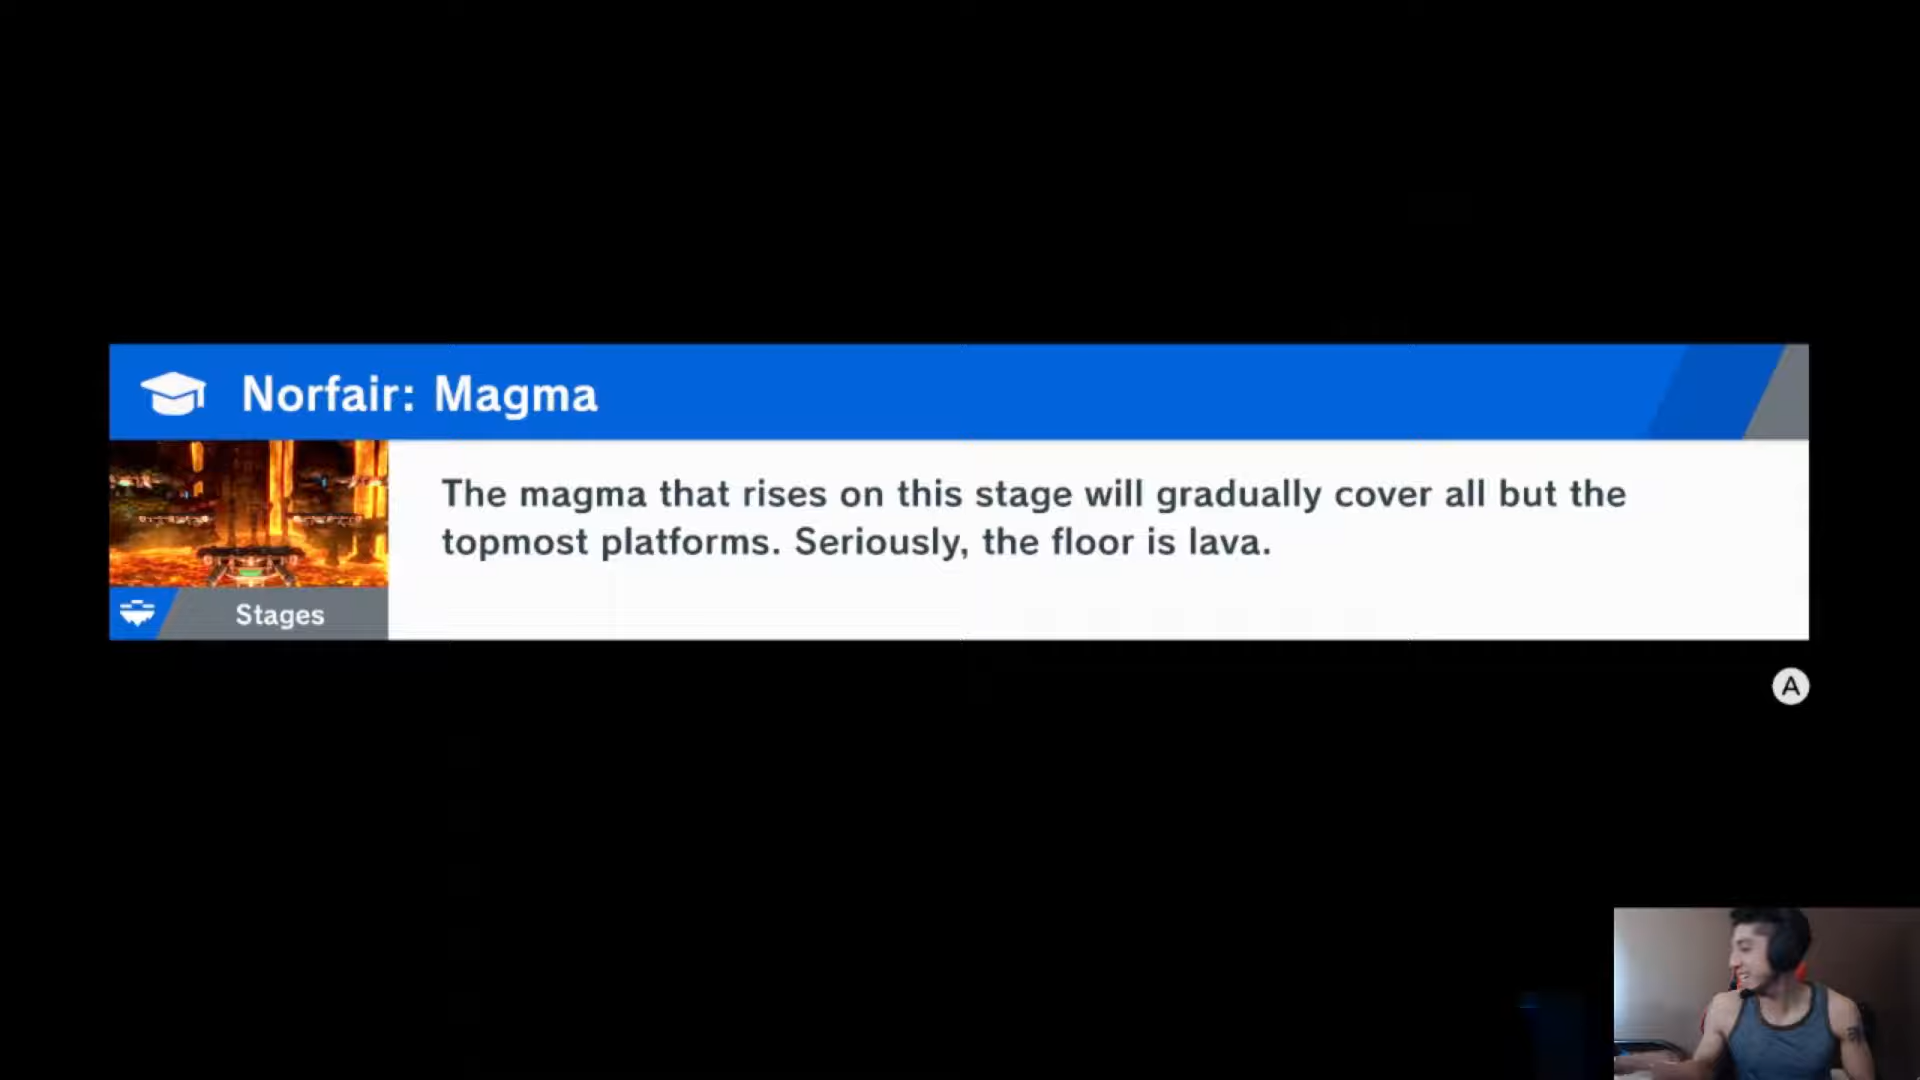 Norfair: Magma
The magma that rises on this stage will gradually cover all but the
topmost platforms. Seriously, the floor is lava.
Stages
A